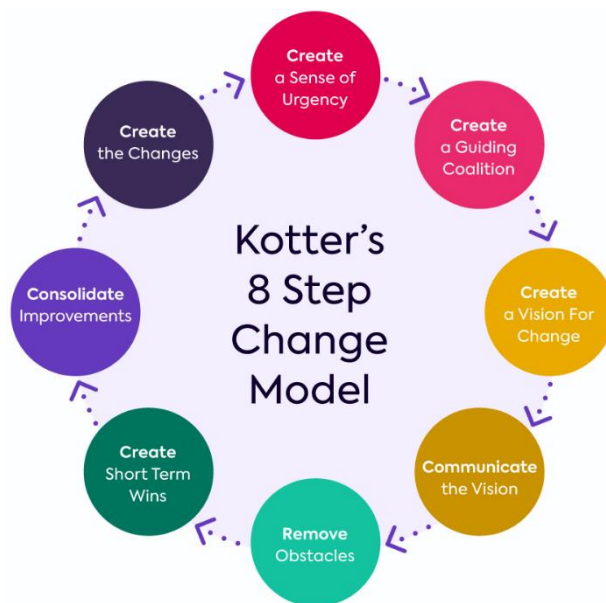 Kotter's
8 Step
Change
Model
Create
a Sense of
Urgency
Create
a Guiding
Coalition
Create
a Vision For
Change
Communicate
the Vision
Remove
Obstacles
Create
Short Term
Wins
Consolidate
Improvements
Create
the Changes